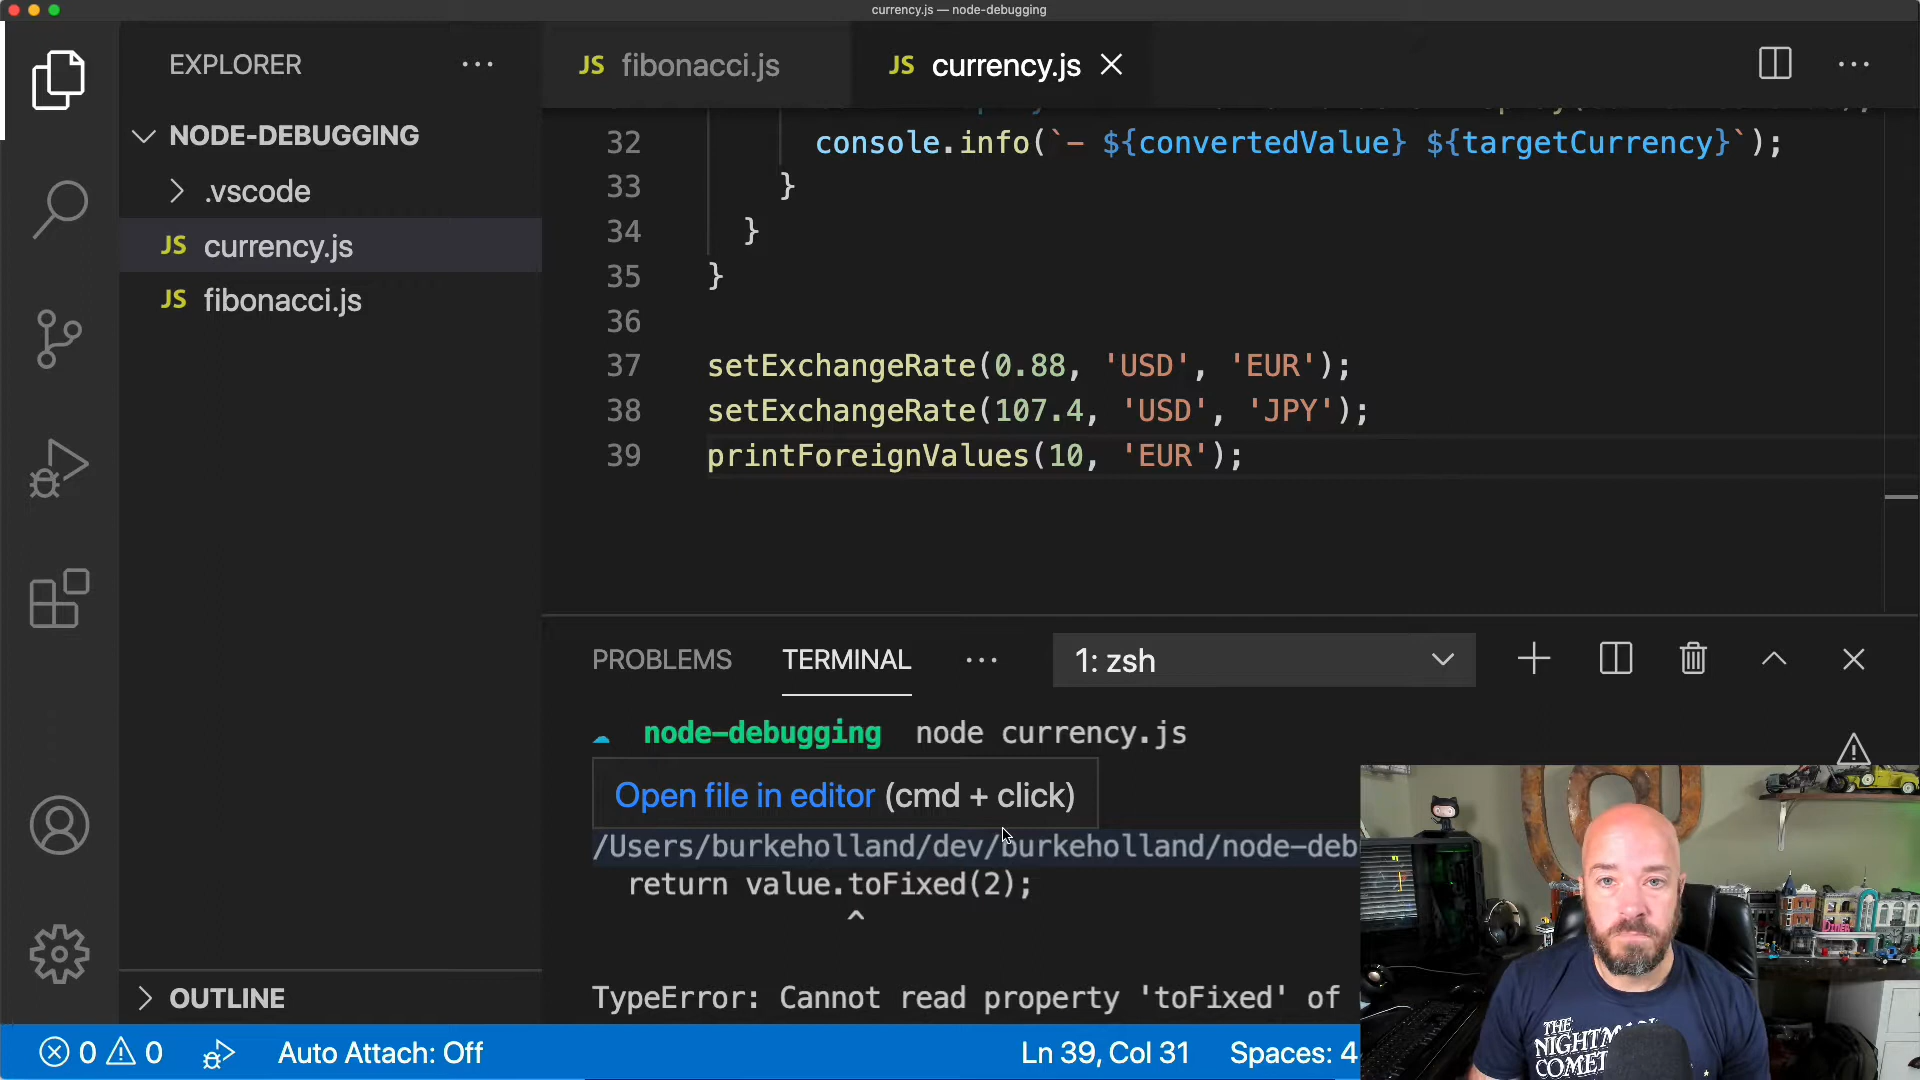 currency.js — node-debugging
EXPLORER
NODE-DEBUGGING
.vscode
JS currency.js
JS fibonacci.js
OUTLINE
JS fibonacci.js
JS currency.js
32 console.info(`– ${convertedValue} ${targetCurrency}`);
33 }
34 }
35 }
36
37 setExchangeRate(0.88, 'USD', 'EUR');
38 setExchangeRate(107.4, 'USD', 'JPY');
39 printForeignValues(10, 'EUR');
PROBLEMS TERMINAL 1: zsh
node-debugging node currency.js
Open file in editor (cmd + click)
/Users/burkeholland/dev/burkeholland/node-deb
return value.toFixed(2);
^
TypeError: Cannot read property 'toFixed' of
0 0 Auto Attach: Off Ln 39, Col 31 Spaces: 4
Diner
THE
NIGHTMAN
COMET